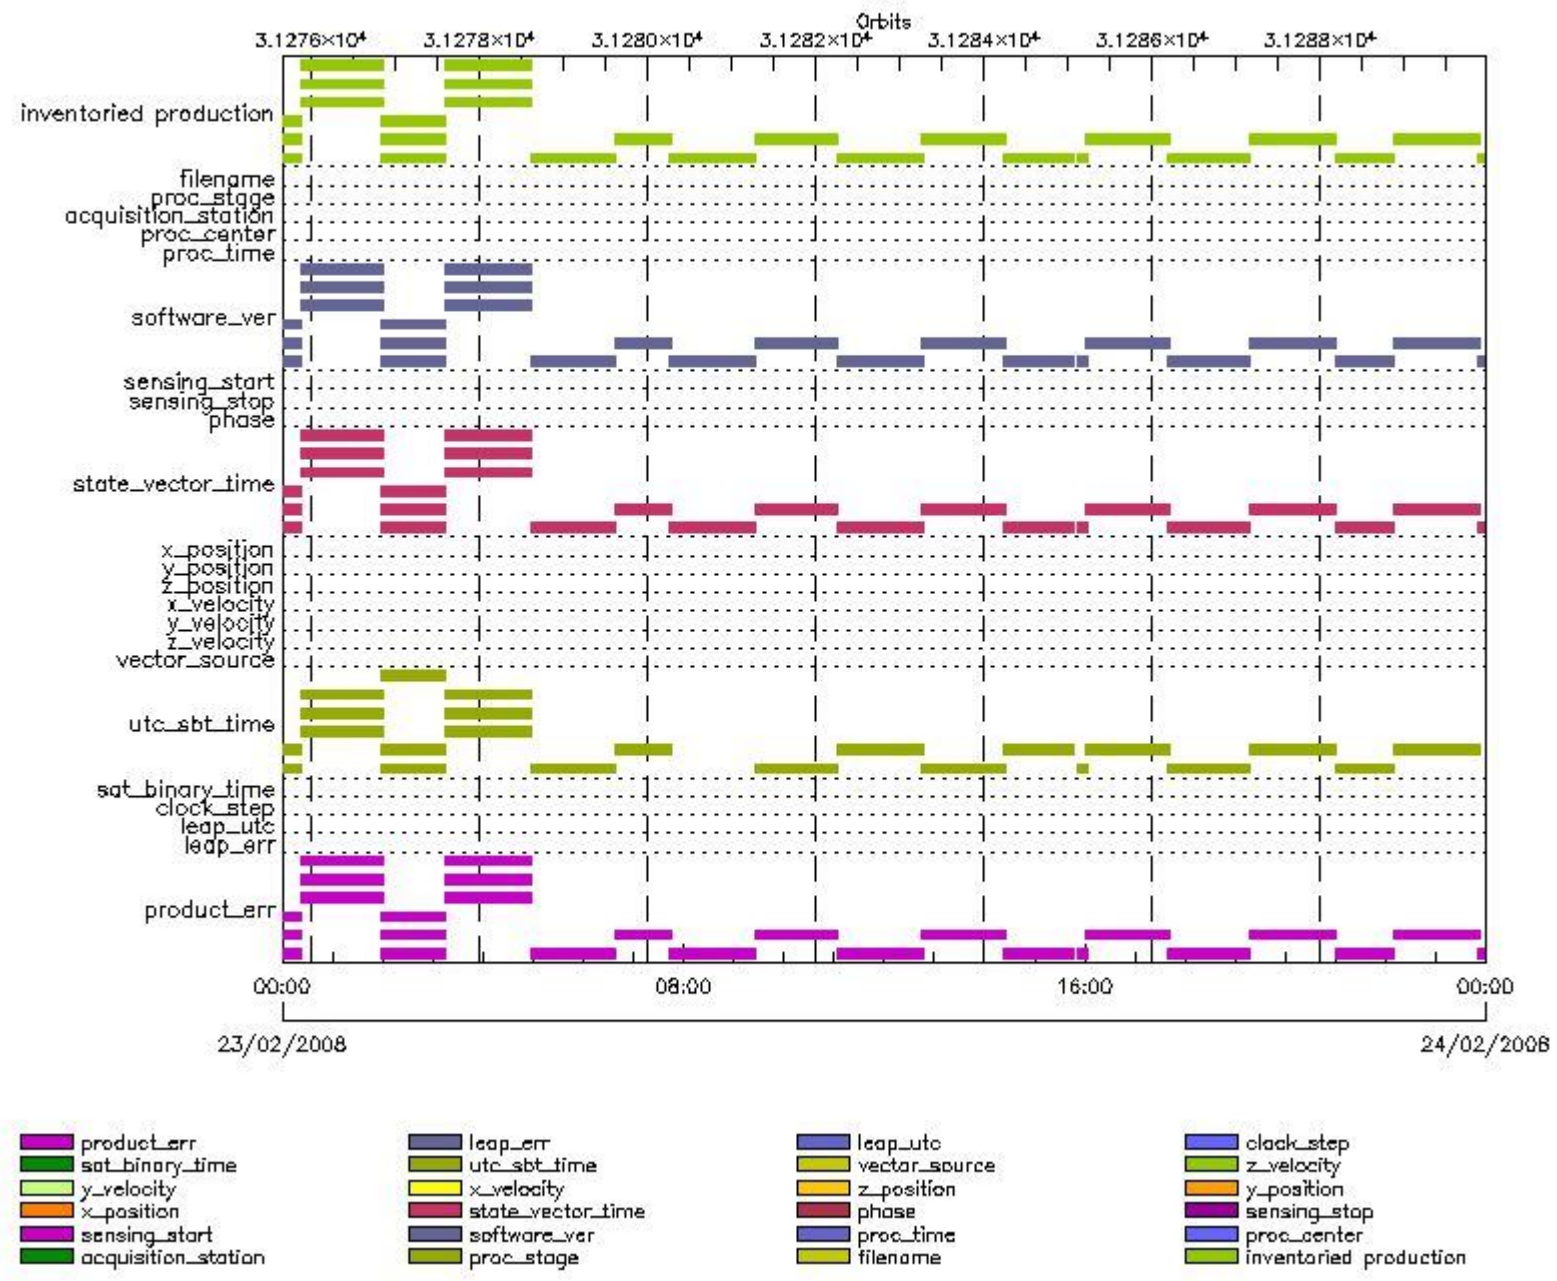 Orbits
3.1276×10⁴ 3.1278×10⁴ 3.1280×10⁴ 3.1282×10⁴ 3.1284×10⁴ 3.1286×10⁴ 3.1288×10⁴
inventoried production
filename
proc_stage
acquisition_station
proc_center
proc_time
software_ver
sensing_start
sensing_stop
phase
state_vector_time
x_position
y_position
z_position
x_velocity
y_velocity
z_velocity
vector_source
utc_sbt_time
sat_binary_time
clock_step
leap_utc
leap_err
product_err
00:00 08:00 16:00 00:00
23/02/2008 24/02/2008
product_err leap_err leap_utc clock_step
sat_binary_time utc_sbt_time vector_source z_velocity
y_velocity x_velocity z_position y_position
x_position state_vector_time phase sensing_stop
sensing_start software_ver proc_time proc_center
acquisition_station proc_stage filename inventoried production